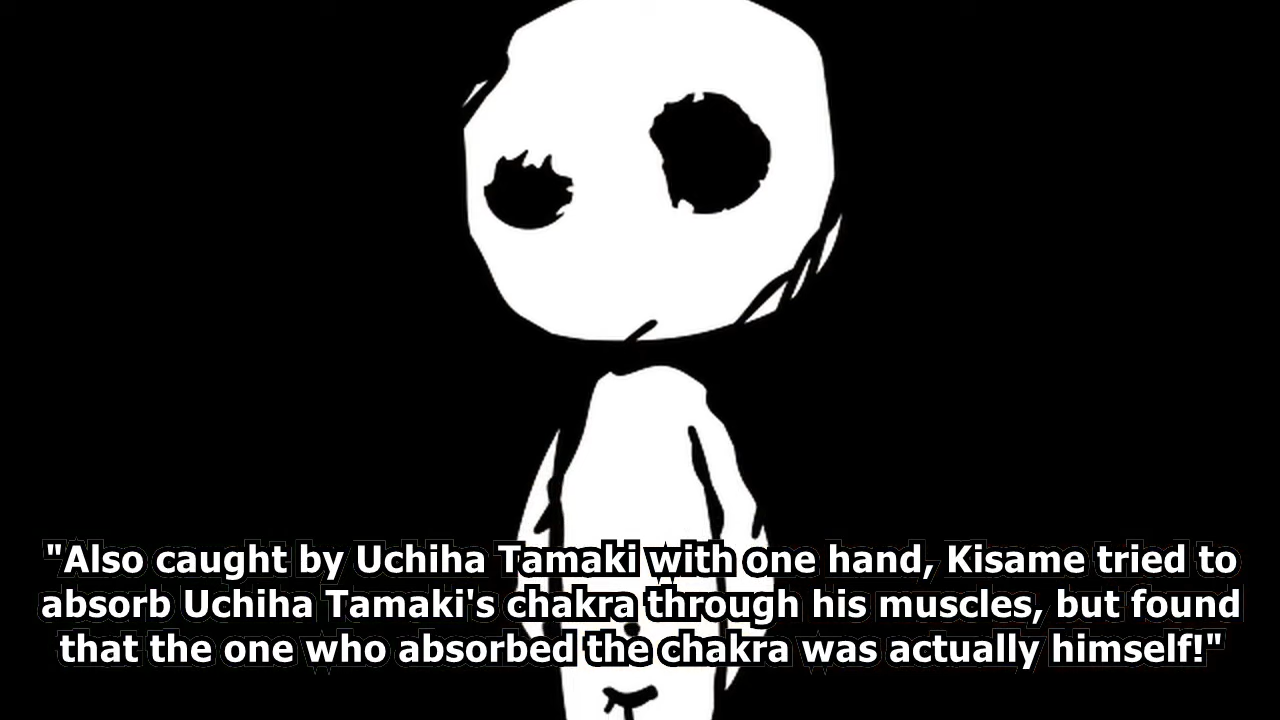 "Also caught by Uchiha Tamaki with one hand, Kisame tried to
absorb Uchiha Tamaki's chakra through his muscles, but found
that the one who absorbed the chakra was actually himself!"